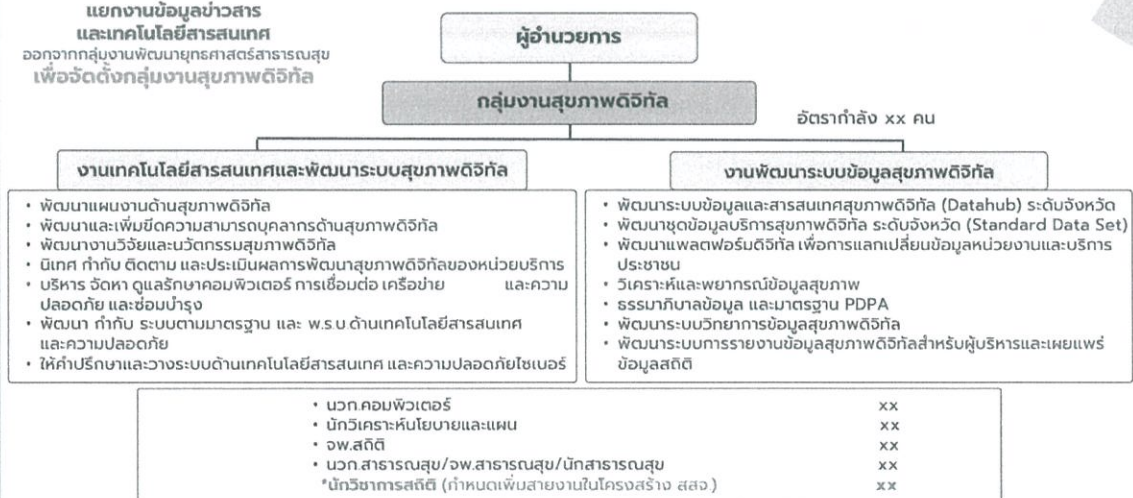 แยกงานข้อมูลข่าวสาร
และเทคโนโลยีสารสนเทศ
ออกจากกลุ่มงานพัฒนายุทธศาสตร์สาธารณสุข
เพื่อจัดตั้งกลุ่มงานสุขภาพดิจิทัล
ผู้อำนวยการ
กลุ่มงานสุขภาพดิจิทัล
อัตรากำลัง xx คน
งานเทคโนโลยีสารสนเทศและพัฒนาระบบสุขภาพดิจิทัล
• พัฒนาแผนงานด้านสุขภาพดิจิทัล
• พัฒนาและเพิ่มขีดความสามารถบุคลากรด้านสุขภาพดิจิทัล
• พัฒนางานวิจัยและนวัตกรรมสุขภาพดิจิทัล
• นิเทศ กำกับ ติดตาม และประเมินผลการพัฒนาสุขภาพดิจิทัลของหน่วยบริการ
• บริหาร จัดหา ดูแลรักษาคอมพิวเตอร์ การเชื่อมต่อ เครือข่าย และความ
ปลอดภัย และซ่อมบำรุง
• พัฒนา กำกับ ระบบตามมาตรฐาน และ พ.ร.บ.ด้านเทคโนโลยีสารสนเทศ
และความปลอดภัย
• ให้คำปรึกษาและวางระบบด้านเทคโนโลยีสารสนเทศ และความปลอดภัยไซเบอร์
งานพัฒนาระบบข้อมูลสุขภาพดิจิทัล
• พัฒนาระบบข้อมูลและสารสนเทศสุขภาพดิจิทัล (Datahub) ระดับจังหวัด
• พัฒนาชุดข้อมูลบริการสุขภาพดิจิทัล ระดับจังหวัด (Standard Data Set)
• พัฒนาแพลตฟอร์มดิจิทัล เพื่อการแลกเปลี่ยนข้อมูลหน่วยงานและบริการ
ประชาชน
• วิเคราะห์และพยากรณ์ข้อมูลสุขภาพ
• ธรรมาภิบาลข้อมูล และมาตรฐาน PDPA
• พัฒนาระบบวิทยาการข้อมูลสุขภาพดิจิทัล
• พัฒนาระบบการรายงานข้อมูลสุขภาพดิจิทัลสำหรับผู้บริหารและเผยแพร่
ข้อมูลสถิติ
• นวก.คอมพิวเตอร์ xx
• นักวิเคราะห์นโยบายและแผน xx
• จพ.สถิติ xx
• นวก.สาธารณสุข/จพ.สาธารณสุข/นักสาธารณสุข xx
*นักวิชาการสถิติ (กำหนดเพิ่มสายงานในโครงสร้าง สสจ.) xx